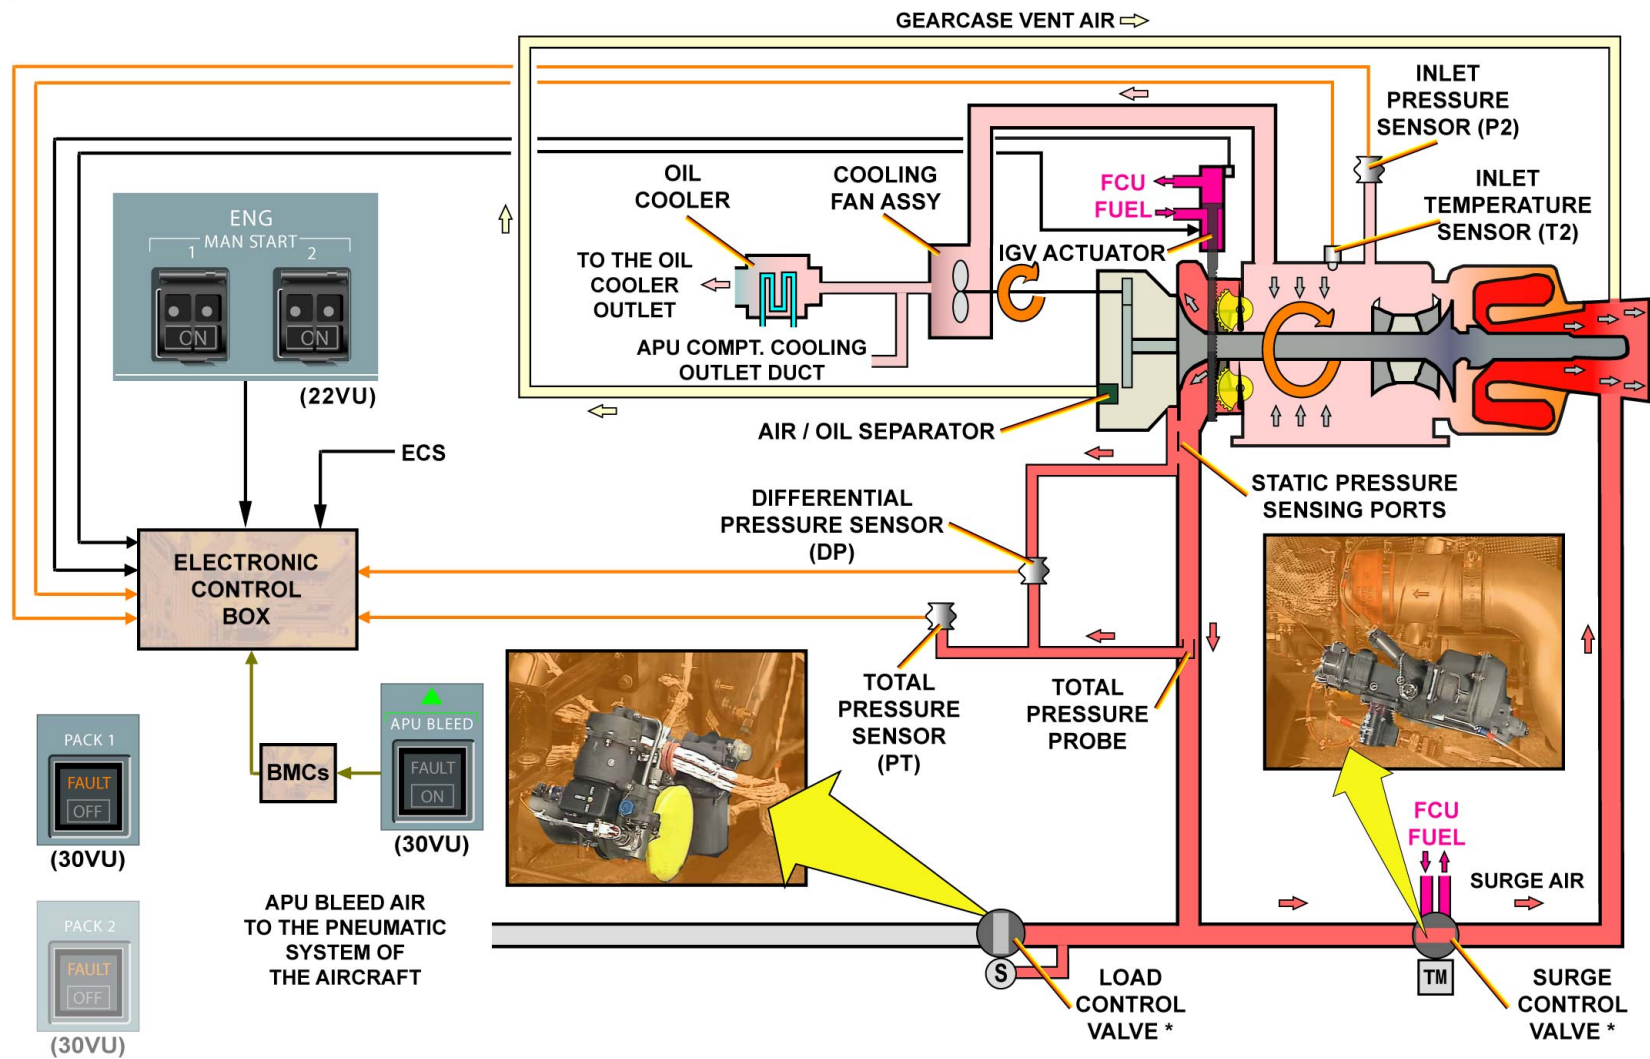 GEARCASE VENT AIR
INLET
PRESSURE
SENSOR (P2)
INLET
TEMPERATURE
SENSOR (T2)
OIL
COOLER
COOLING
FAN ASSY
FCU
FUEL
IGV ACTUATOR
ENG
MAN START
1
2
ON
ON
(22VU)
TO THE OIL
COOLER
OUTLET
APU COMPT. COOLING
OUTLET DUCT
AIR / OIL SEPARATOR
ECS
STATIC PRESSURE
SENSING PORTS
DIFFERENTIAL
PRESSURE SENSOR
(DP)
ELECTRONIC
CONTROL
BOX
TOTAL
PRESSURE
SENSOR
(PT)
TOTAL
PRESSURE
PROBE
PACK 1
FAULT
OFF
(30VU)
BMCs
APU BLEED
FAULT
ON
(30VU)
FCU
FUEL
SURGE AIR
APU BLEED AIR
TO THE PNEUMATIC
SYSTEM OF
THE AIRCRAFT
PACK 2
FAULT
OFF
(30VU)
S
LOAD
CONTROL
VALVE *
TM
SURGE
CONTROL
VALVE *